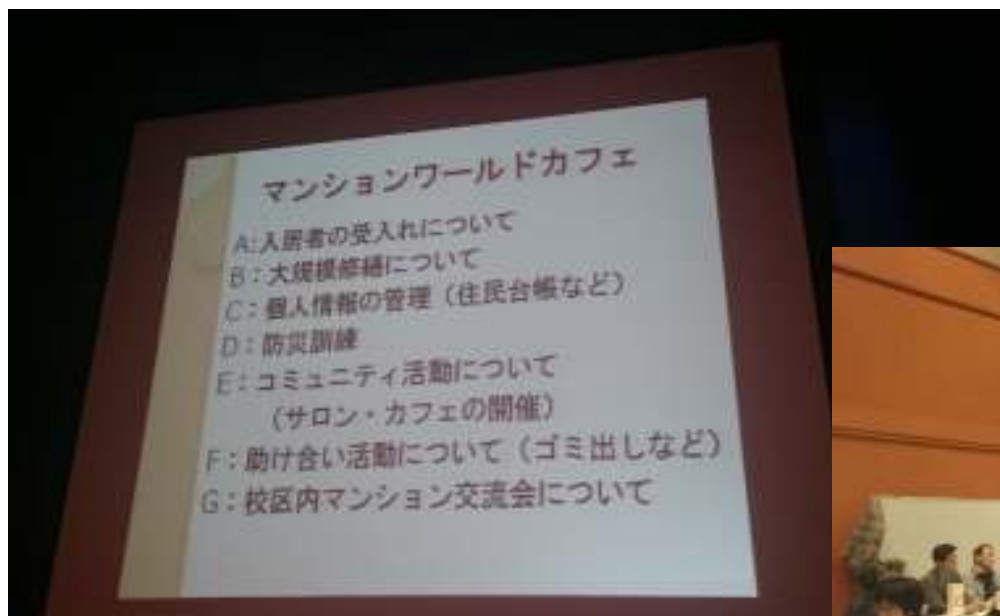 マンションワールドカフェ
A:入居者の受入れについて
B：大規模修繕について
C：個人情報の管理（住民台帳など）
D：防災訓練
E：コミュニティ活動について
（サロン・カフェの開催）
F：助け合い活動について（ゴミ出しなど）
G：校区内マンション交流会について